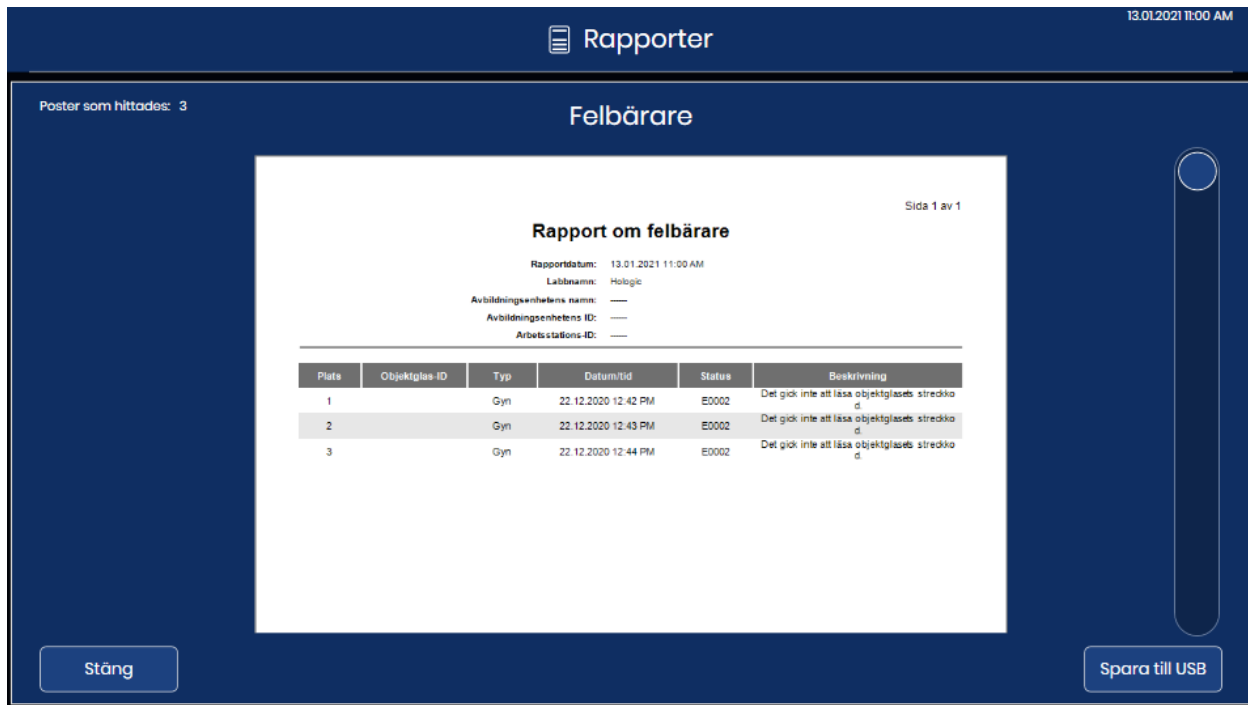 13.01.2021 11:00 AM
Rapporter
Poster som hittades: 3
Felbärare
Sida 1 av 1
Rapport om felbärare
Rapportdatum: 13.01.2021 11:00 AM
Labbnamn: Hologic
Avbildningsenhetens namn: -----
Avbildningsenhetens ID: -----
Arbetsstations-ID: -----
Plats Objektglas-ID Typ Datum/tid Status Beskrivning
1 Gyn 22.12.2020 12:42 PM E0002 Det gick inte att läsa objektglasets streckko
d.
2 Gyn 22.12.2020 12:43 PM E0002 Det gick inte att läsa objektglasets streckko
d.
3 Gyn 22.12.2020 12:44 PM E0002 Det gick inte att läsa objektglasets streckko
d.
Stäng
Spara till USB